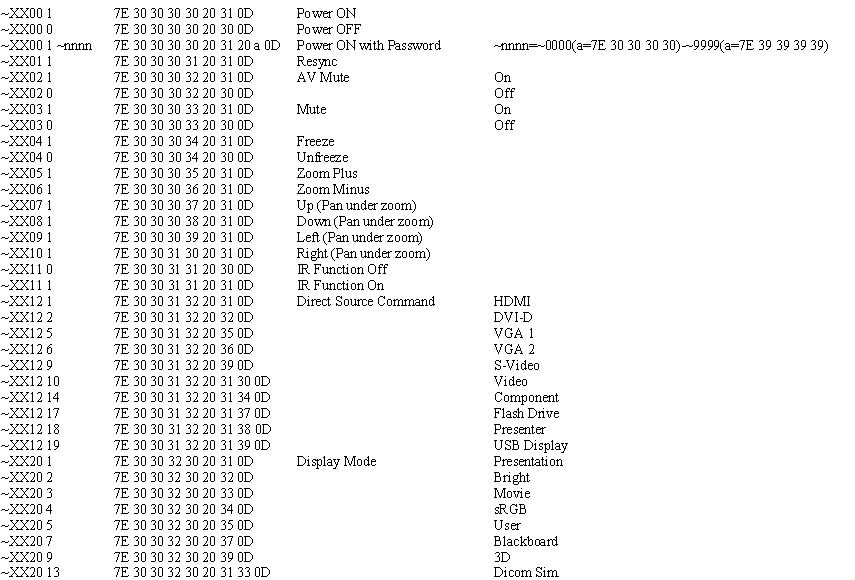 ~XX00 1 7E 30 30 30 30 20 31 0D Power ON
~XX00 0 7E 30 30 30 30 20 30 0D Power OFF
~XX00 1 ~nnnn 7E 30 30 30 30 20 31 20 a 0D Power ON with Password ~nnnn=~0000(a=7E 30 30 30 30)~~9999(a=7E 39 39 39 39)
~XX01 1 7E 30 30 30 31 20 31 0D Resync
~XX02 1 7E 30 30 30 32 20 31 0D AV Mute On
~XX02 0 7E 30 30 30 32 20 30 0D Off
~XX03 1 7E 30 30 30 33 20 31 0D Mute On
~XX03 0 7E 30 30 30 33 20 30 0D Off
~XX04 1 7E 30 30 30 34 20 31 0D Freeze
~XX04 0 7E 30 30 30 34 20 30 0D Unfreeze
~XX05 1 7E 30 30 30 35 20 31 0D Zoom Plus
~XX06 1 7E 30 30 30 36 20 31 0D Zoom Minus
~XX07 1 7E 30 30 30 37 20 31 0D Up (Pan under zoom)
~XX08 1 7E 30 30 30 38 20 31 0D Down (Pan under zoom)
~XX09 1 7E 30 30 30 39 20 31 0D Left (Pan under zoom)
~XX10 1 7E 30 30 31 30 20 31 0D Right (Pan under zoom)
~XX11 0 7E 30 30 31 31 20 30 0D IR Function Off
~XX11 1 7E 30 30 31 31 20 31 0D IR Function On
~XX12 1 7E 30 30 31 32 20 31 0D Direct Source Command HDMI
~XX12 2 7E 30 30 31 32 20 32 0D DVI-D
~XX12 5 7E 30 30 31 32 20 35 0D VGA 1
~XX12 6 7E 30 30 31 32 20 36 0D VGA 2
~XX12 9 7E 30 30 31 32 20 39 0D S-Video
~XX12 10 7E 30 30 31 32 20 31 30 0D Video
~XX12 14 7E 30 30 31 32 20 31 34 0D Component
~XX12 17 7E 30 30 31 32 20 31 37 0D Flash Drive
~XX12 18 7E 30 30 31 32 20 31 38 0D Presenter
~XX12 19 7E 30 30 31 32 20 31 39 0D USB Display
~XX20 1 7E 30 30 32 30 20 31 0D Display Mode Presentation
~XX20 2 7E 30 30 32 30 20 32 0D Bright
~XX20 3 7E 30 30 32 30 20 33 0D Movie
~XX20 4 7E 30 30 32 30 20 34 0D sRGB
~XX20 5 7E 30 30 32 30 20 35 0D User
~XX20 7 7E 30 30 32 30 20 37 0D Blackboard
~XX20 9 7E 30 30 32 30 20 39 0D 3D
~XX20 13 7E 30 30 32 30 20 31 33 0D Dicom Sim.